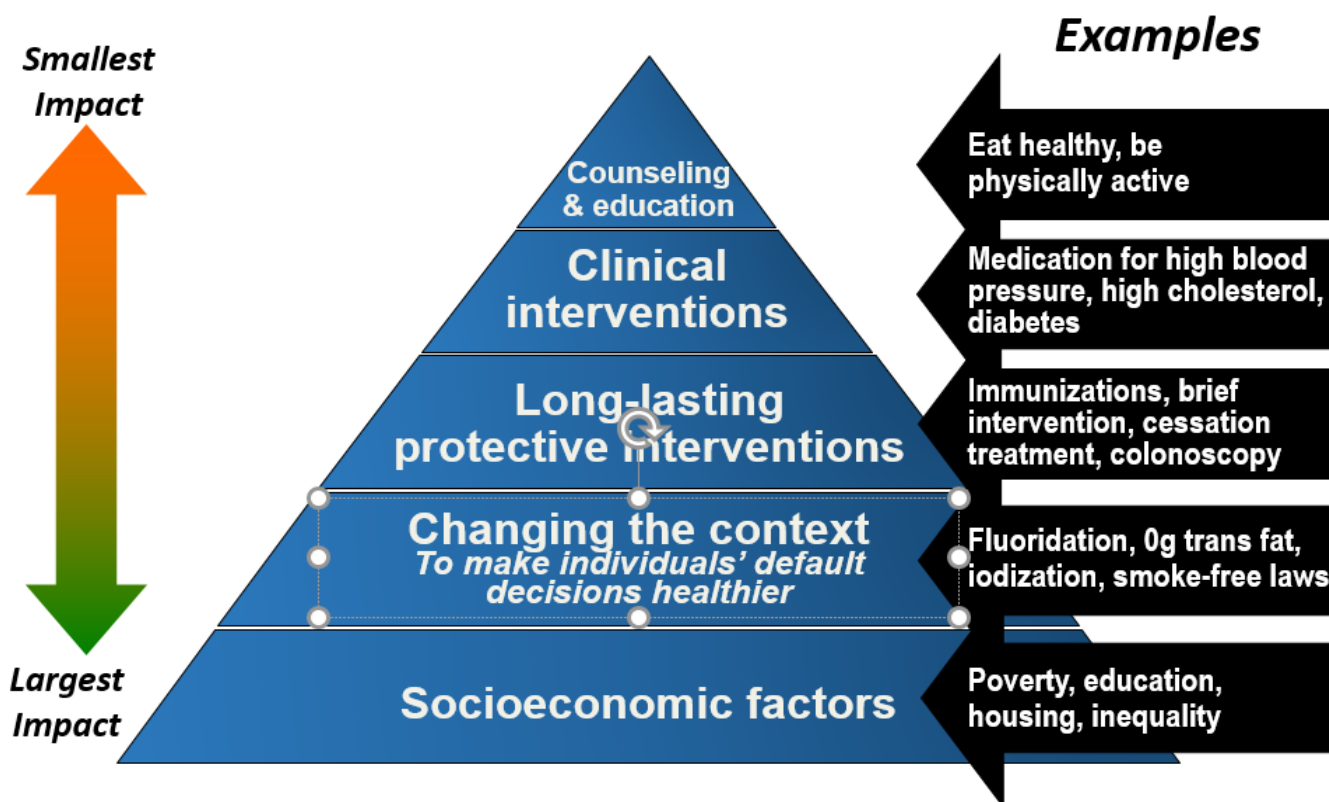 Examples
Smallest
Impact
Counseling
& education
Eat healthy, be
physically active
Clinical
interventions
Medication for high blood
pressure, high cholesterol,
diabetes
Long-lasting
protective interventions
Immunizations, brief
intervention, cessation
treatment, colonoscopy
Changing the context
To make individuals’ default
decisions healthier
Fluoridation, 0g trans fat,
iodization, smoke-free laws
Largest
Impact
Socioeconomic factors
Poverty, education,
housing, inequality